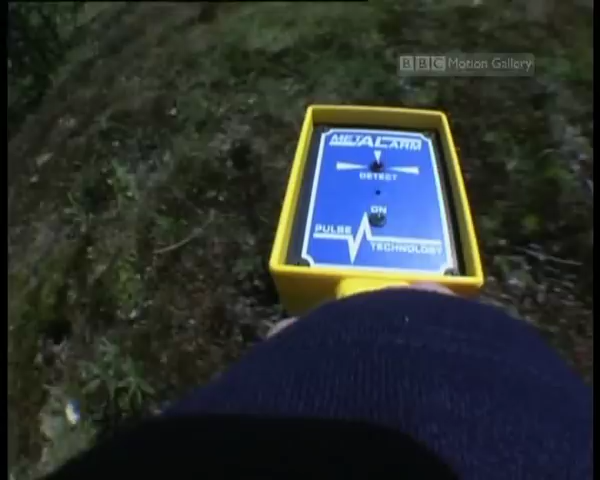 BBC Motion Gallery
METALARM
DETECT
ON
PULSE
TECHNOLOGY